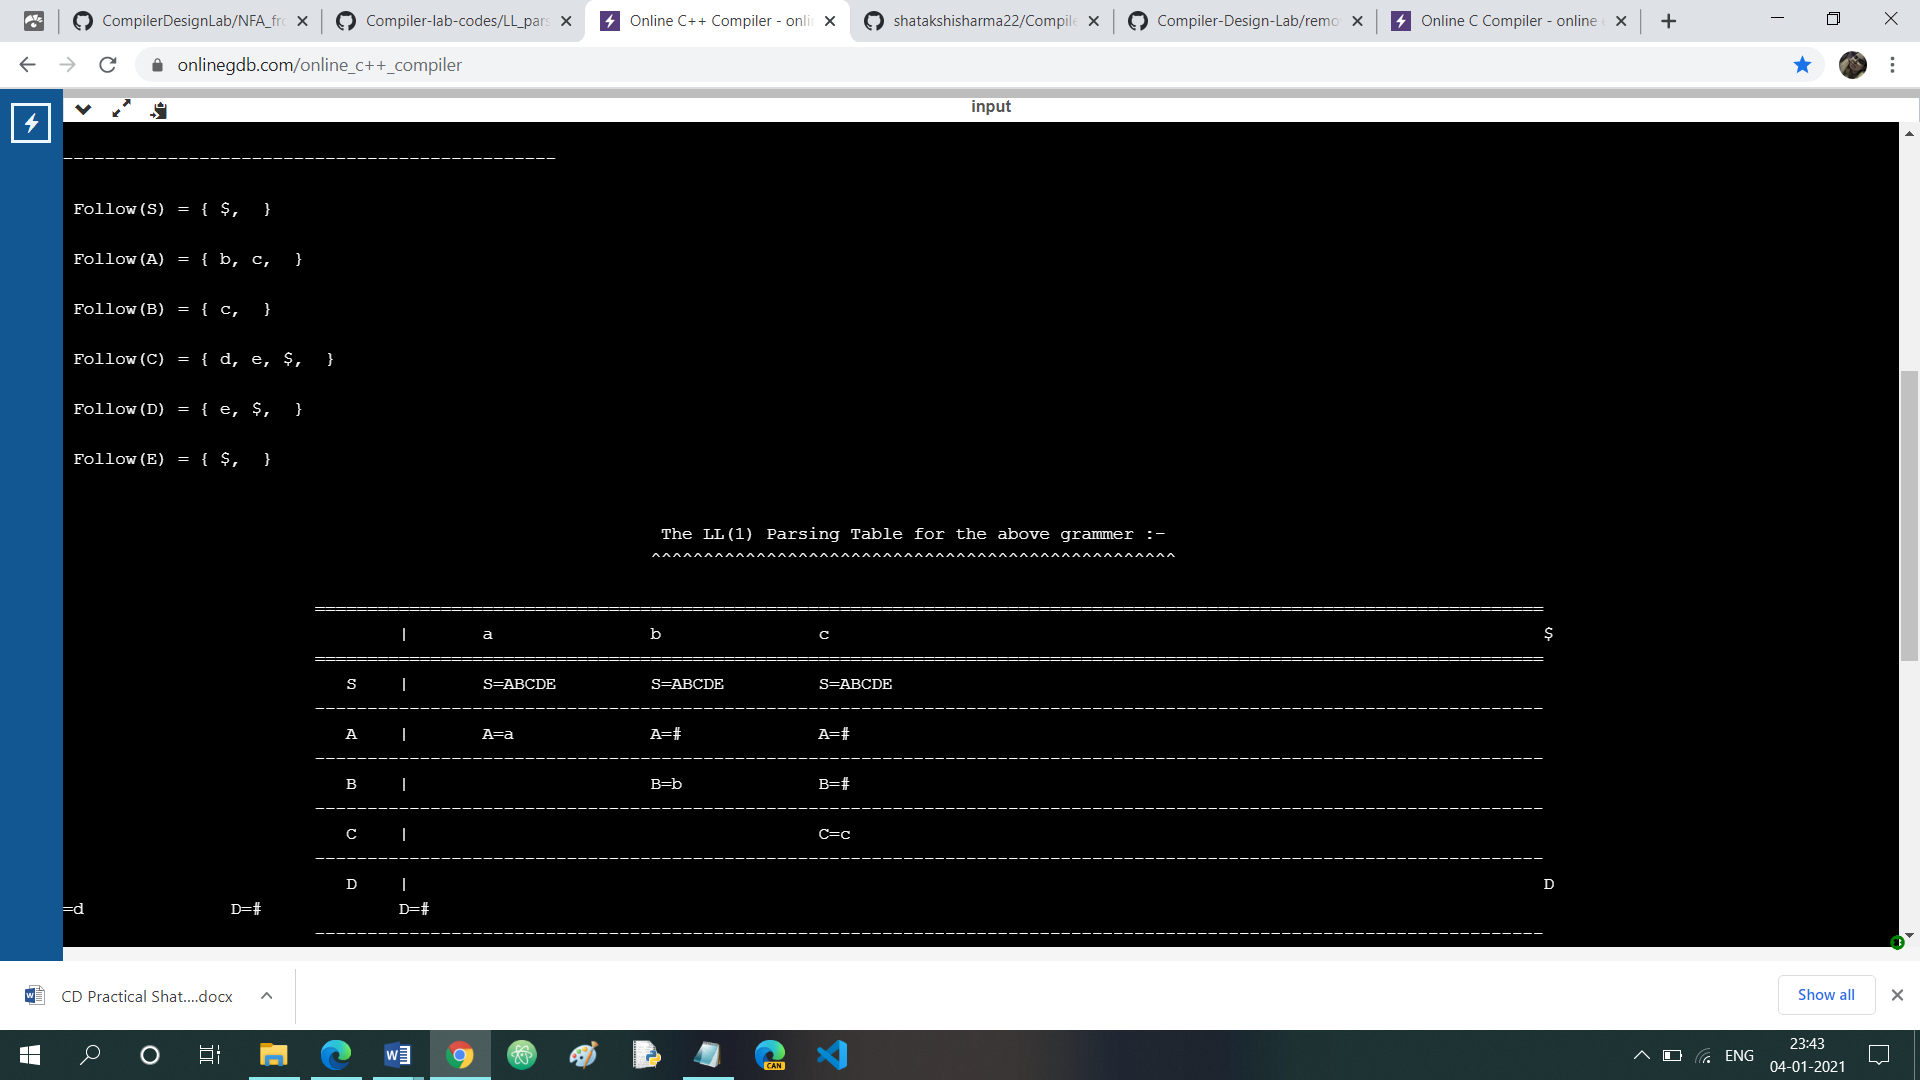 CompilerDesignLab/NFA_fr
Compiler-lab-codes/LL_pars
Online C++ Compiler - onli
shatakshisharma22/Compile
Compiler-Design-Lab/remo
Online C Compiler - online
onlinegdb.com/online_c++_compiler
input
-----------------------------------------------
Follow(S) = { $,  }
Follow(A) = { b, c,  }
Follow(B) = { c,  }
Follow(C) = { d, e, $,  }
Follow(D) = { e, $,  }
Follow(E) = { $,  }
The LL(1) Parsing Table for the above grammer :-
^^^^^^^^^^^^^^^^^^^^^^^^^^^^^^^^^^^^^^^^^^^^^^^^^^
=====================================================================================================================
| a b c $
=====================================================================================================================
S | S=ABCDE S=ABCDE S=ABCDE
---------------------------------------------------------------------------------------------------------------------
A | A=a A=# A=#
---------------------------------------------------------------------------------------------------------------------
B | B=b B=#
---------------------------------------------------------------------------------------------------------------------
C | C=c
---------------------------------------------------------------------------------------------------------------------
D | D
=d D=# D=#
---------------------------------------------------------------------------------------------------------------------
CD Practical Shat....docx
Show all
CAN
ENG
23:43
04-01-2021